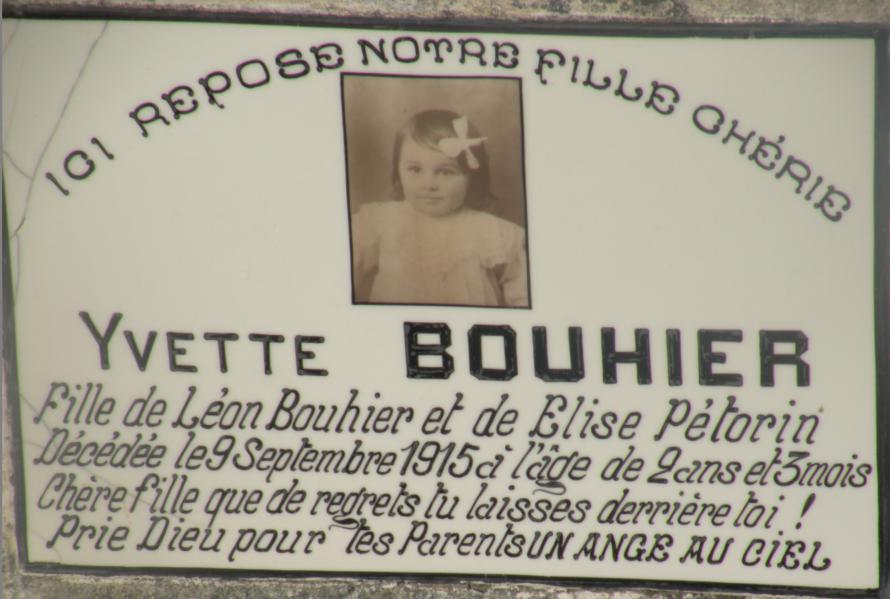 ICI REPOSE NOTRE FILLE CHÉRIE
YVETTE BOUHIER
Fille de Léon Bouhier et de Elise Pétorin
Décédée le 9 Septembre 1915 à l'âge de 2 ans et 3 mois
Chère fille que de regrets tu laisses derrière toi !
Prie Dieu pour tes Parents UN ANGE AU CIEL